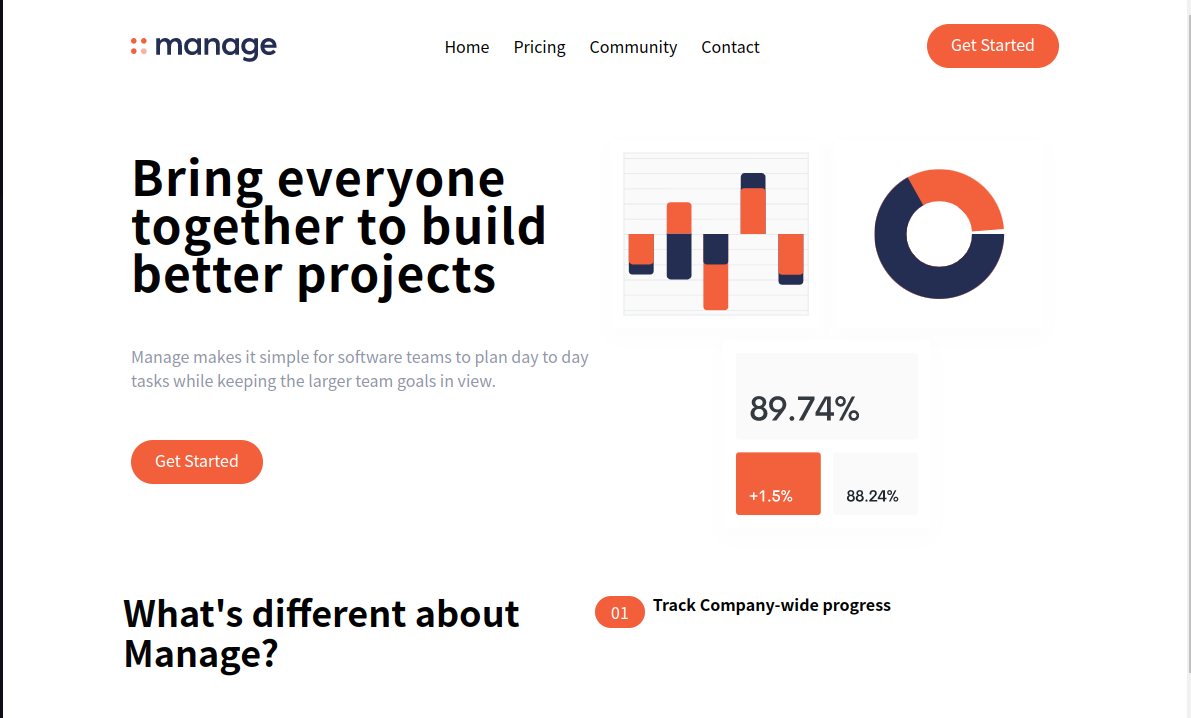 manage
Home Pricing Community Contact
Get Started
Bring everyone
together to build
better projects
Manage makes it simple for software teams to plan day to day
tasks while keeping the larger team goals in view.
Get Started
89.74%
+1.5%
88.24%
What's different about
Manage?
01 Track Company-wide progress